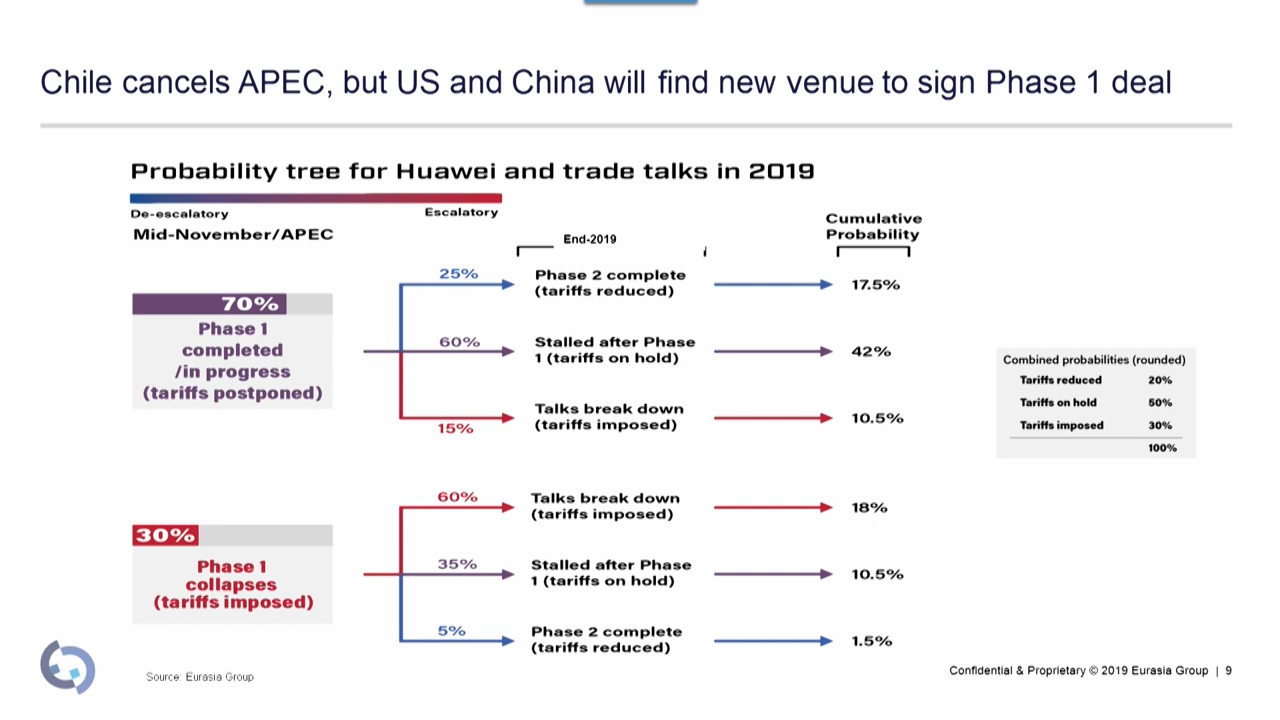 Chile cancels APEC, but US and China will find new venue to sign Phase 1 deal
Probability tree for Huawei and trade talks in 2019
De-escalatory
Escalatory
Mid-November/APEC
End-2019
Cumulative
Probability
70%
Phase 1
completed
/in progress
(tariffs postponed)
25%
Phase 2 complete
(tariffs reduced)
17.5%
60%
Stalled after Phase
1 (tariffs on hold)
42%
15%
Talks break down
(tariffs imposed)
10.5%
Combined probabilities (rounded)
Tariffs reduced 20%
Tariffs on hold 50%
Tariffs imposed 30%
100%
30%
Phase 1
collapses
(tariffs imposed)
60%
Talks break down
(tariffs imposed)
18%
35%
Stalled after Phase
1 (tariffs on hold)
10.5%
5%
Phase 2 complete
(tariffs reduced)
1.5%
Source: Eurasia Group
Confidential & Proprietary © 2019 Eurasia Group | 9